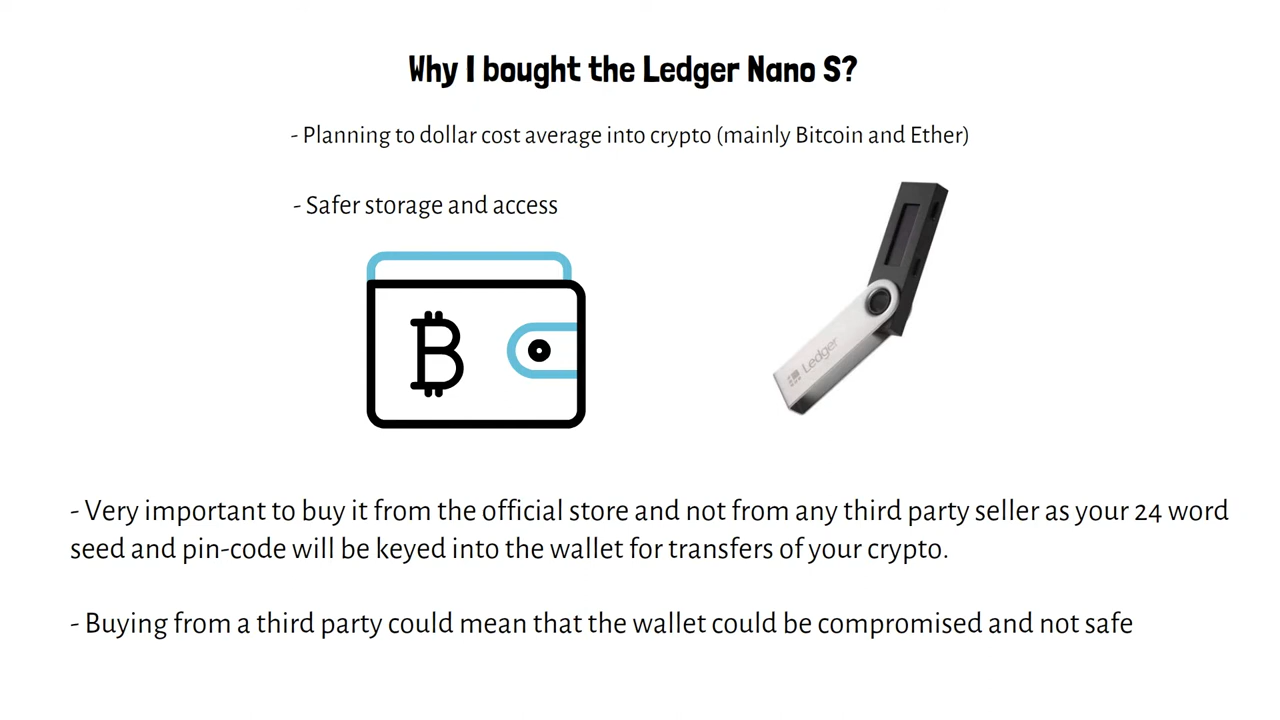 Why I bought the Ledger Nano S?
- Planning to dollar cost average into crypto (mainly Bitcoin and Ether)
- Safer storage and access
Ledger
- Very important to buy it from the official store and not from any third party seller as your 24 word
seed and pin-code will be keyed into the wallet for transfers of your crypto.
- Buying from a third party could mean that the wallet could be compromised and not safe